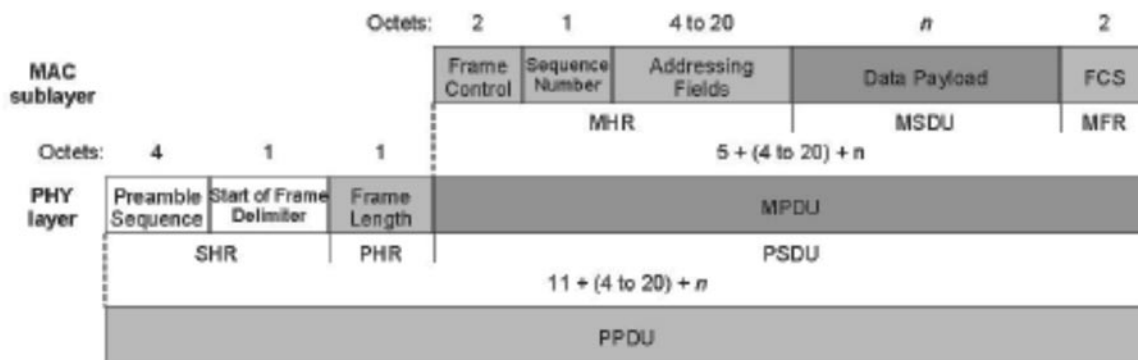 Octets: 2 1 4 to 20 n 2
MAC sublayer
Frame Control
Sequence Number
Addressing Fields
Data Payload
FCS
MHR MSDU MFR
Octets: 4 1 1 5 + (4 to 20) + n
PHY layer
Preamble Sequence
Start of Frame Delimiter
Frame Length
MPDU
SHR PHR PSDU
11 + (4 to 20) + n
PPDU